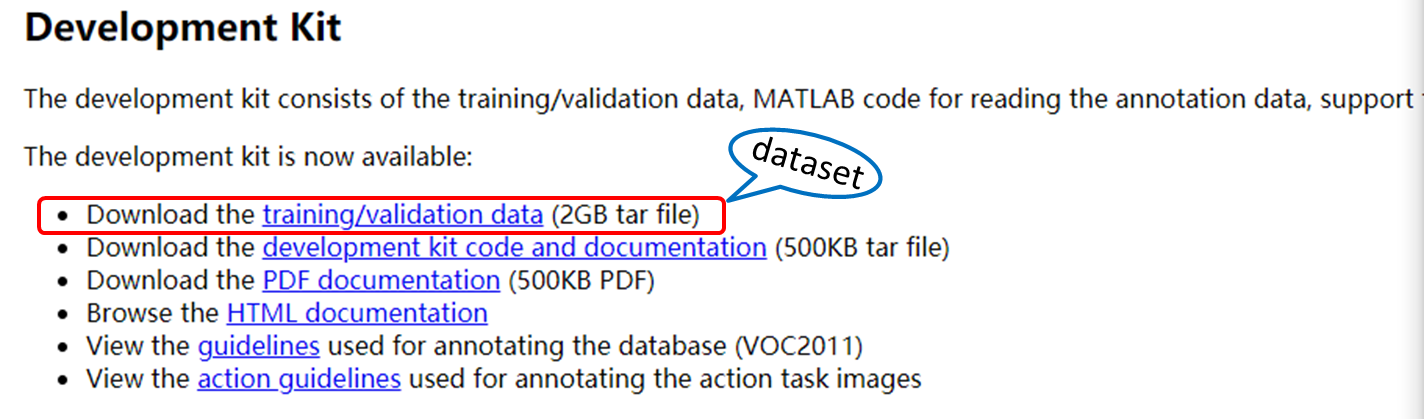 Development Kit
The development kit consists of the training/validation data, MATLAB code for reading the annotation data, support
The development kit is now available:
dataset
• Download the training/validation data (2GB tar file)
• Download the development kit code and documentation (500KB tar file)
• Download the PDF documentation (500KB PDF)
• Browse the HTML documentation
• View the guidelines used for annotating the database (VOC2011)
• View the action guidelines used for annotating the action task images